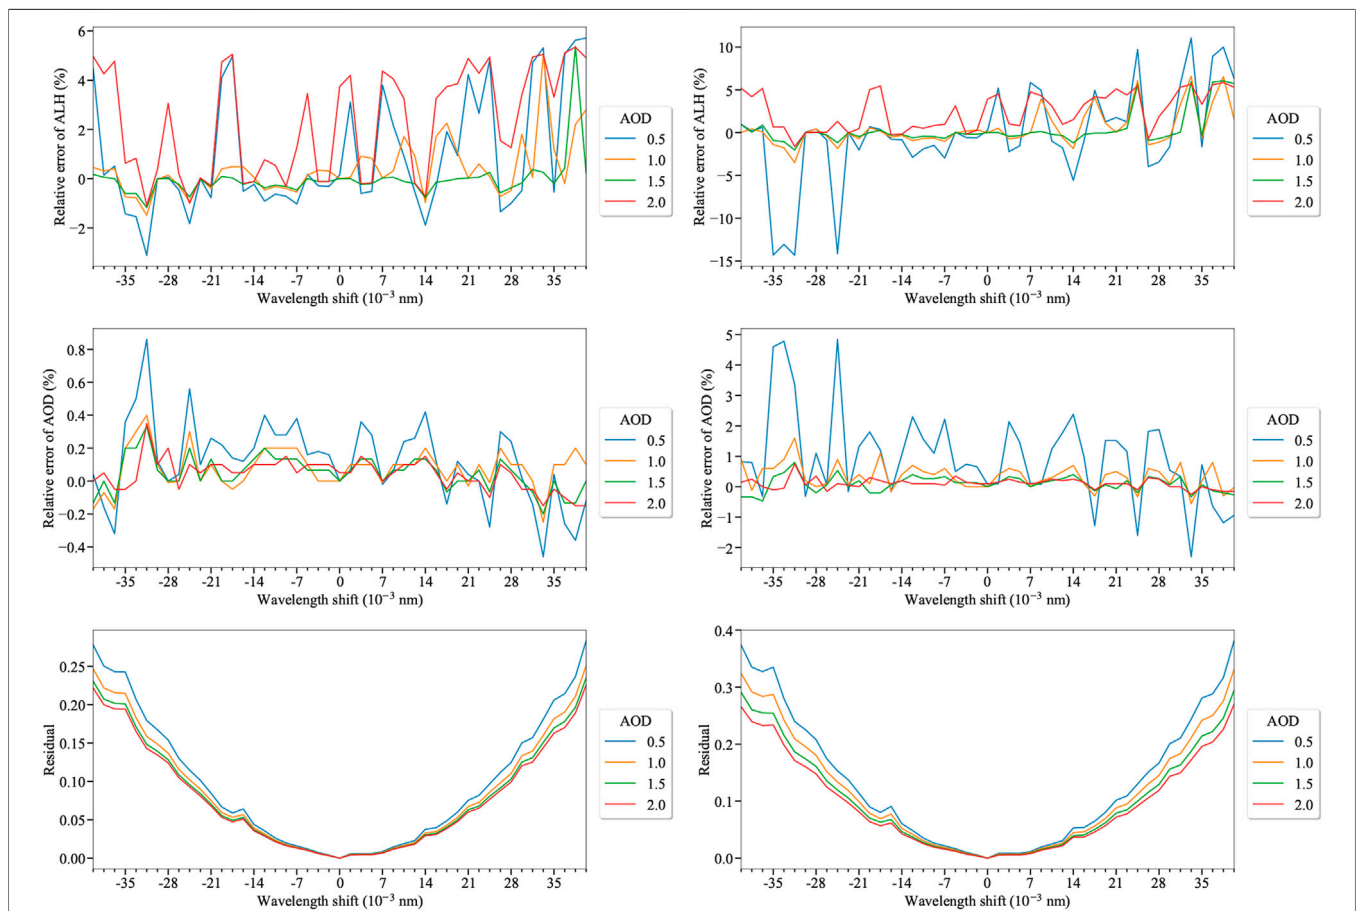 6
4
2
0
−2
Relative error of ALH (%)
-35 -28 -21 -14 -7 0 7 14 21 28 35
Wavelength shift (10⁻³ nm)
AOD
0.5
1.0
1.5
2.0
10
5
0
−5
−10
−15
Relative error of ALH (%)
-35 -28 -21 -14 -7 0 7 14 21 28 35
Wavelength shift (10⁻³ nm)
AOD
0.5
1.0
1.5
2.0
0.8
0.6
0.4
0.2
0.0
−0.2
−0.4
Relative error of AOD (%)
-35 -28 -21 -14 -7 0 7 14 21 28 35
Wavelength shift (10⁻³ nm)
AOD
0.5
1.0
1.5
2.0
5
4
3
2
1
0
−1
−2
Relative error of AOD (%)
-35 -28 -21 -14 -7 0 7 14 21 28 35
Wavelength shift (10⁻³ nm)
AOD
0.5
1.0
1.5
2.0
0.25
0.20
0.15
0.10
0.05
0.00
Residual
-35 -28 -21 -14 -7 0 7 14 21 28 35
Wavelength shift (10⁻³ nm)
AOD
0.5
1.0
1.5
2.0
0.4
0.3
0.2
0.1
0.0
Residual
-35 -28 -21 -14 -7 0 7 14 21 28 35
Wavelength shift (10⁻³ nm)
AOD
0.5
1.0
1.5
2.0